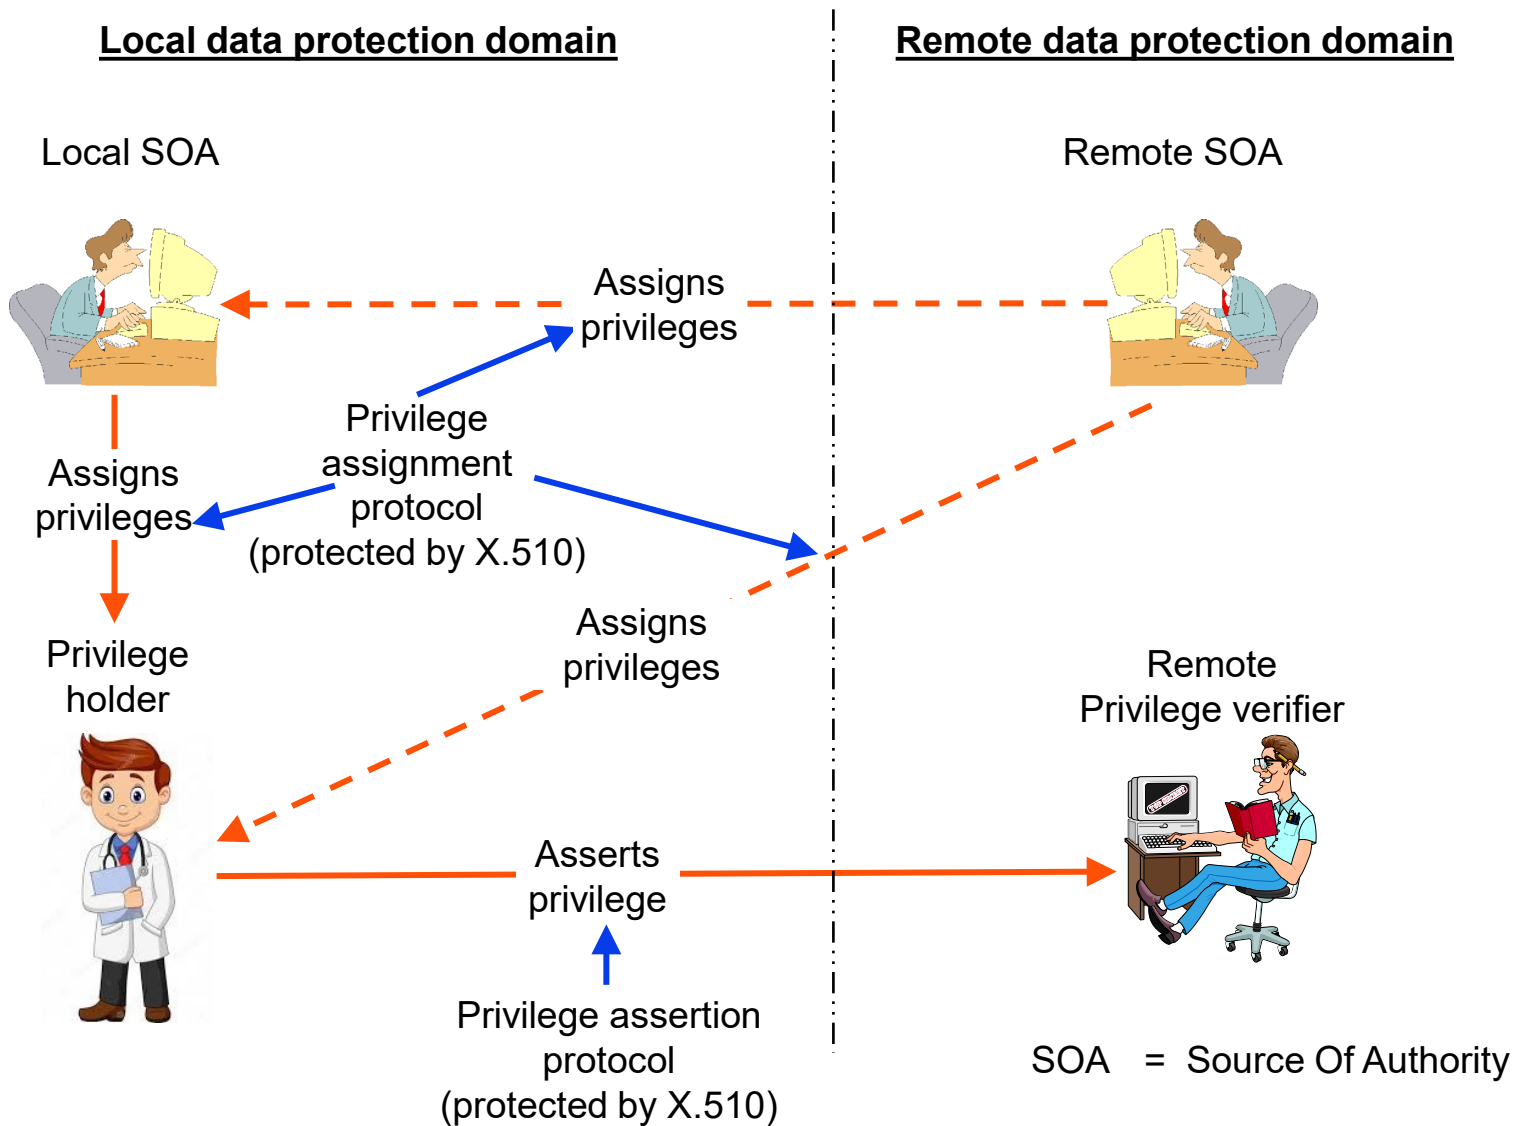 Local data protection domain
Remote data protection domain
Local SOA
Remote SOA
Assigns
privileges
Privilege
assignment
protocol
(protected by X.510)
Assigns
privileges
Assigns
privileges
Privilege
holder
Remote
Privilege verifier
TOP SECRET
Asserts
privilege
Privilege assertion
protocol
(protected by X.510)
SOA = Source Of Authority